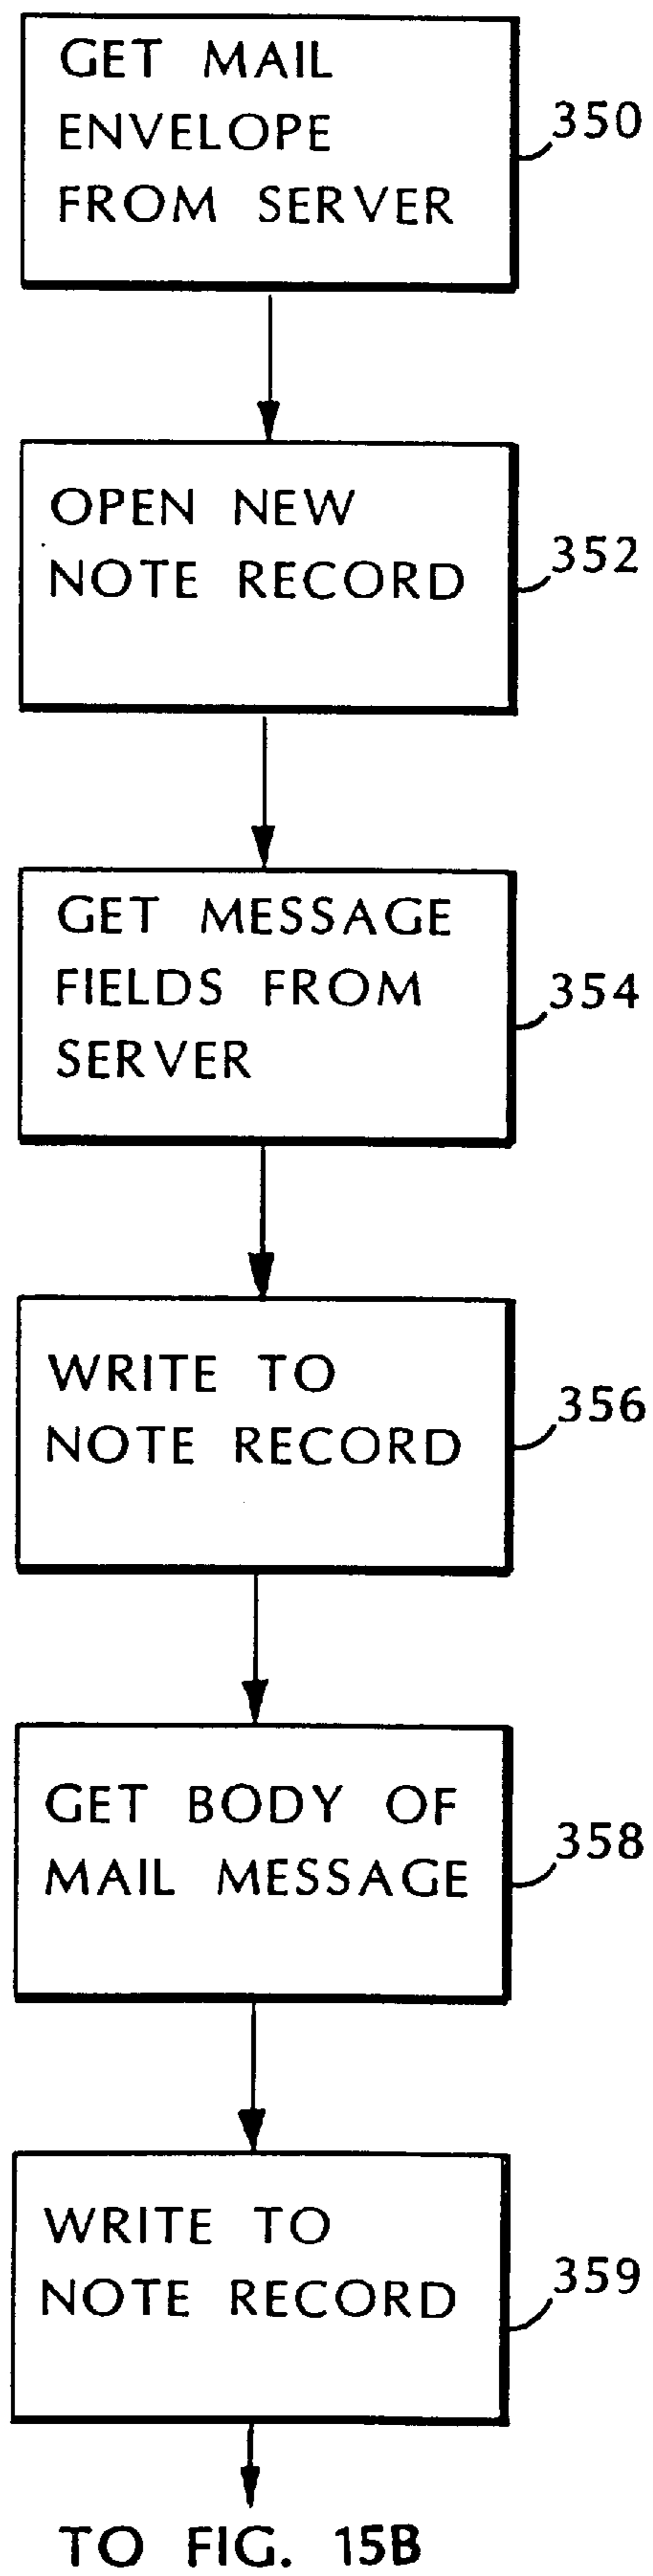 GET MAIL
ENVELOPE
FROM SERVER
350
OPEN NEW
NOTE RECORD
352
GET MESSAGE
FIELDS FROM
SERVER
354
WRITE TO
NOTE RECORD
356
GET BODY OF
MAIL MESSAGE
358
WRITE TO
NOTE RECORD
359
TO FIG. 15B